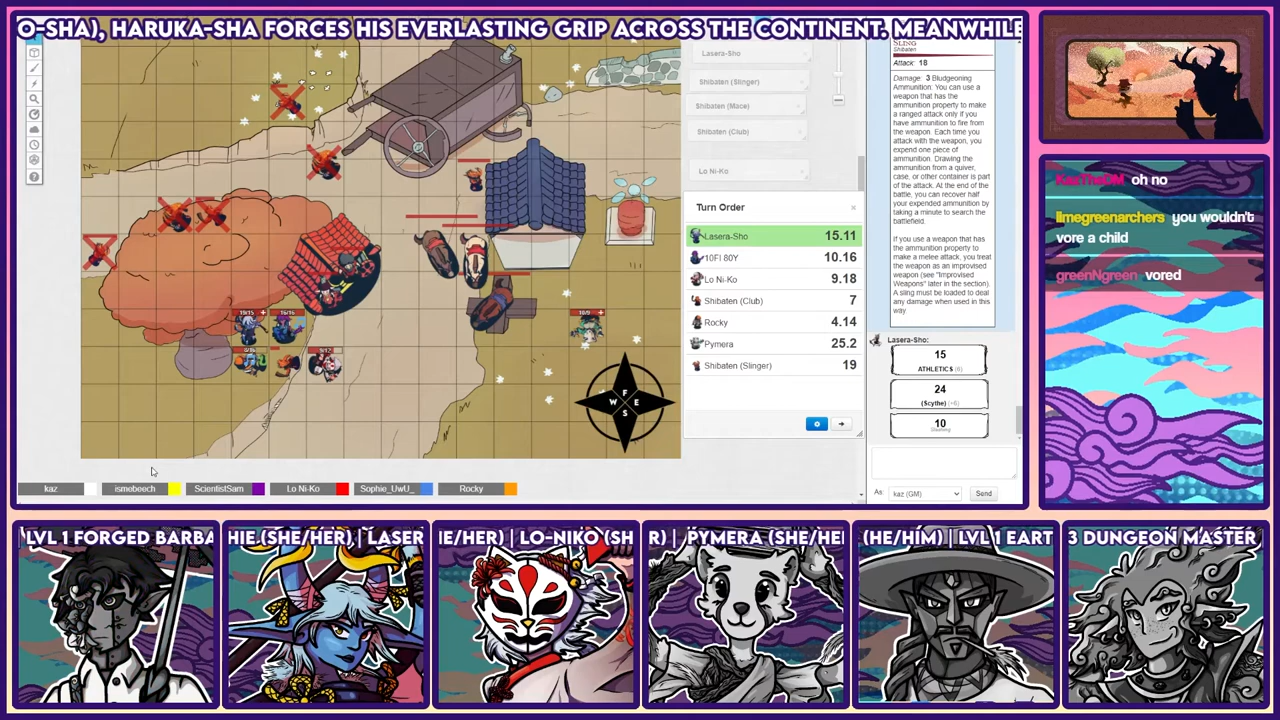 O-SHA), HARUKA-SHA FORCES HIS EVERLASTING GRIP ACROSS THE CONTINENT. MEANWHILE
Lasera-Sho
Shibaten (Slinger)
Shibaten (Mace)
Shibaten (Club)
Lo Ni-Ko
Turn Order
Lasera-Sho 15.11
10FI 80Y 10.16
Lo Ni-Ko 9.18
Shibaten (Club) 7
Rocky 4.14
Pymera 25.2
Shibaten (Slinger) 19
SLING
Shibaten
Attack: 18
Damage: 3 Bludgeoning
Ammunition: You can use a
weapon that has the
ammunition property to make
a ranged attack only if you
have ammunition to fire from
the weapon. Each time you
attack with the weapon, you
expend one piece of
ammunition. Drawing the
ammunition from a quiver,
case, or other container is part
of the attack. At the end of the
battle, you can recover half
your expended ammunition by
taking a minute to search the
battlefield.
If you use a weapon that has
the ammunition property to
make a melee attack, you treat
the weapon as an improvised
weapon (see "Improvised
Weapons" later in the section).
A sling must be loaded to deal
any damage when used in this
way.
Lasera-Sho:
15
ATHLETICS (6)
24
(Scythe) (+6)
10
Slashing
As: kaz (GM) Send
F
W E
S
kaz
ismebeech
ScientistSam
Lo Ni-Ko
Sophie_UwU_
Rocky
KazThaDM oh no
limegreenarchers you wouldn't
vore a child
greenNgreen vored
LVL 1 FORGED BARBA
HIE (SHE/HER) | LASER
IE/HER) | LO-NIKO (SH
R) | PYMERA (SHE/HE
(HE/HIM) | LVL 1 EART
3 DUNGEON MASTER